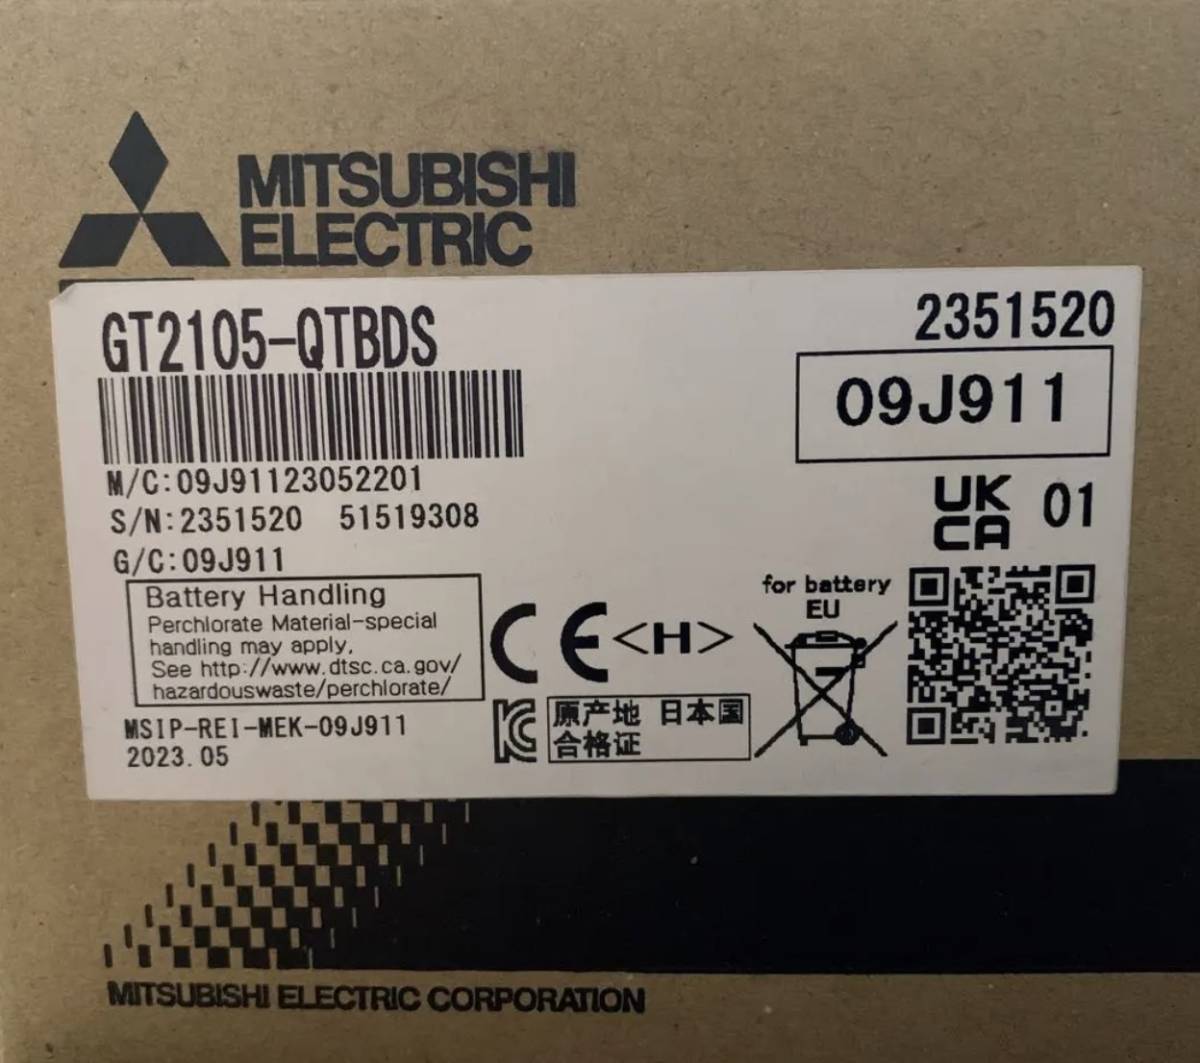 MITSUBISHI
ELECTRIC
GT2105-QTBDS
2351520
09J911
M/C:09J91123052201
S/N:2351520 51519308
G/C:09J911
UK
CA 01
Battery Handling
Perchlorate Material-special
handling may apply.
See http://www.dtsc.ca.gov/
hazardouswaste/perchlorate/
CE <H>
for battery
EU
MSIP-REI-MEK-09J911
2023.05
原产地 日本国
合格证
MITSUBISHI ELECTRIC CORPORATION